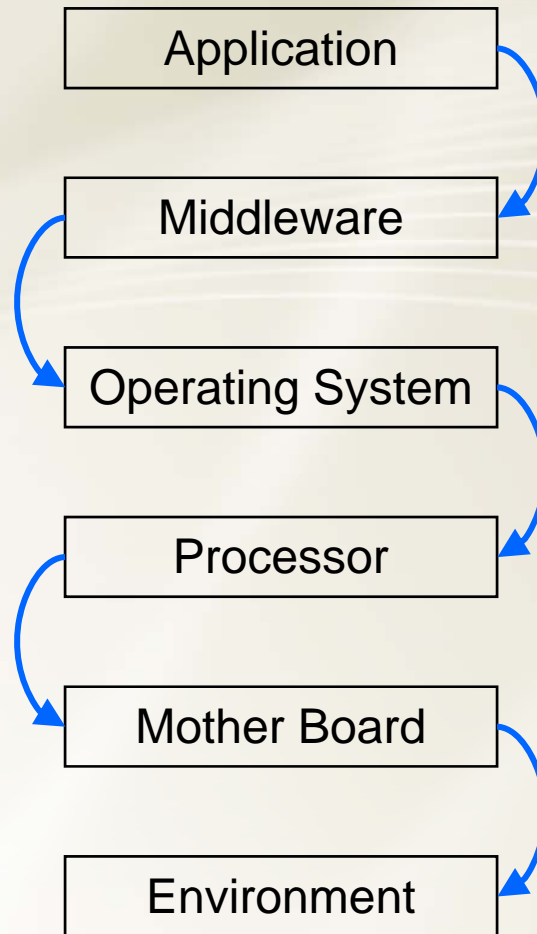 Application
Middleware
Operating System
Processor
Mother Board
Environment